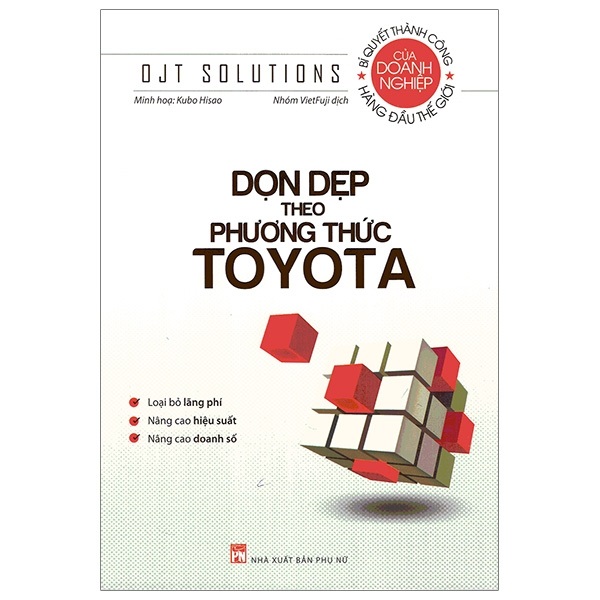 OJT SOLUTIONS
Minh hoạ: Kubo Hisao
Nhóm VietFuji dịch
BÍ QUYẾT THÀNH CÔNG
CỦA
DOANH
NGHIỆP
HÀNG ĐẦU THẾ GIỚI
DỌN DẸP
THEO
PHƯƠNG THỨC
TOYOTA
Loại bỏ lãng phí
Nâng cao hiệu suất
Nâng cao doanh số
PN
NHÀ XUẤT BẢN PHỤ NỮ